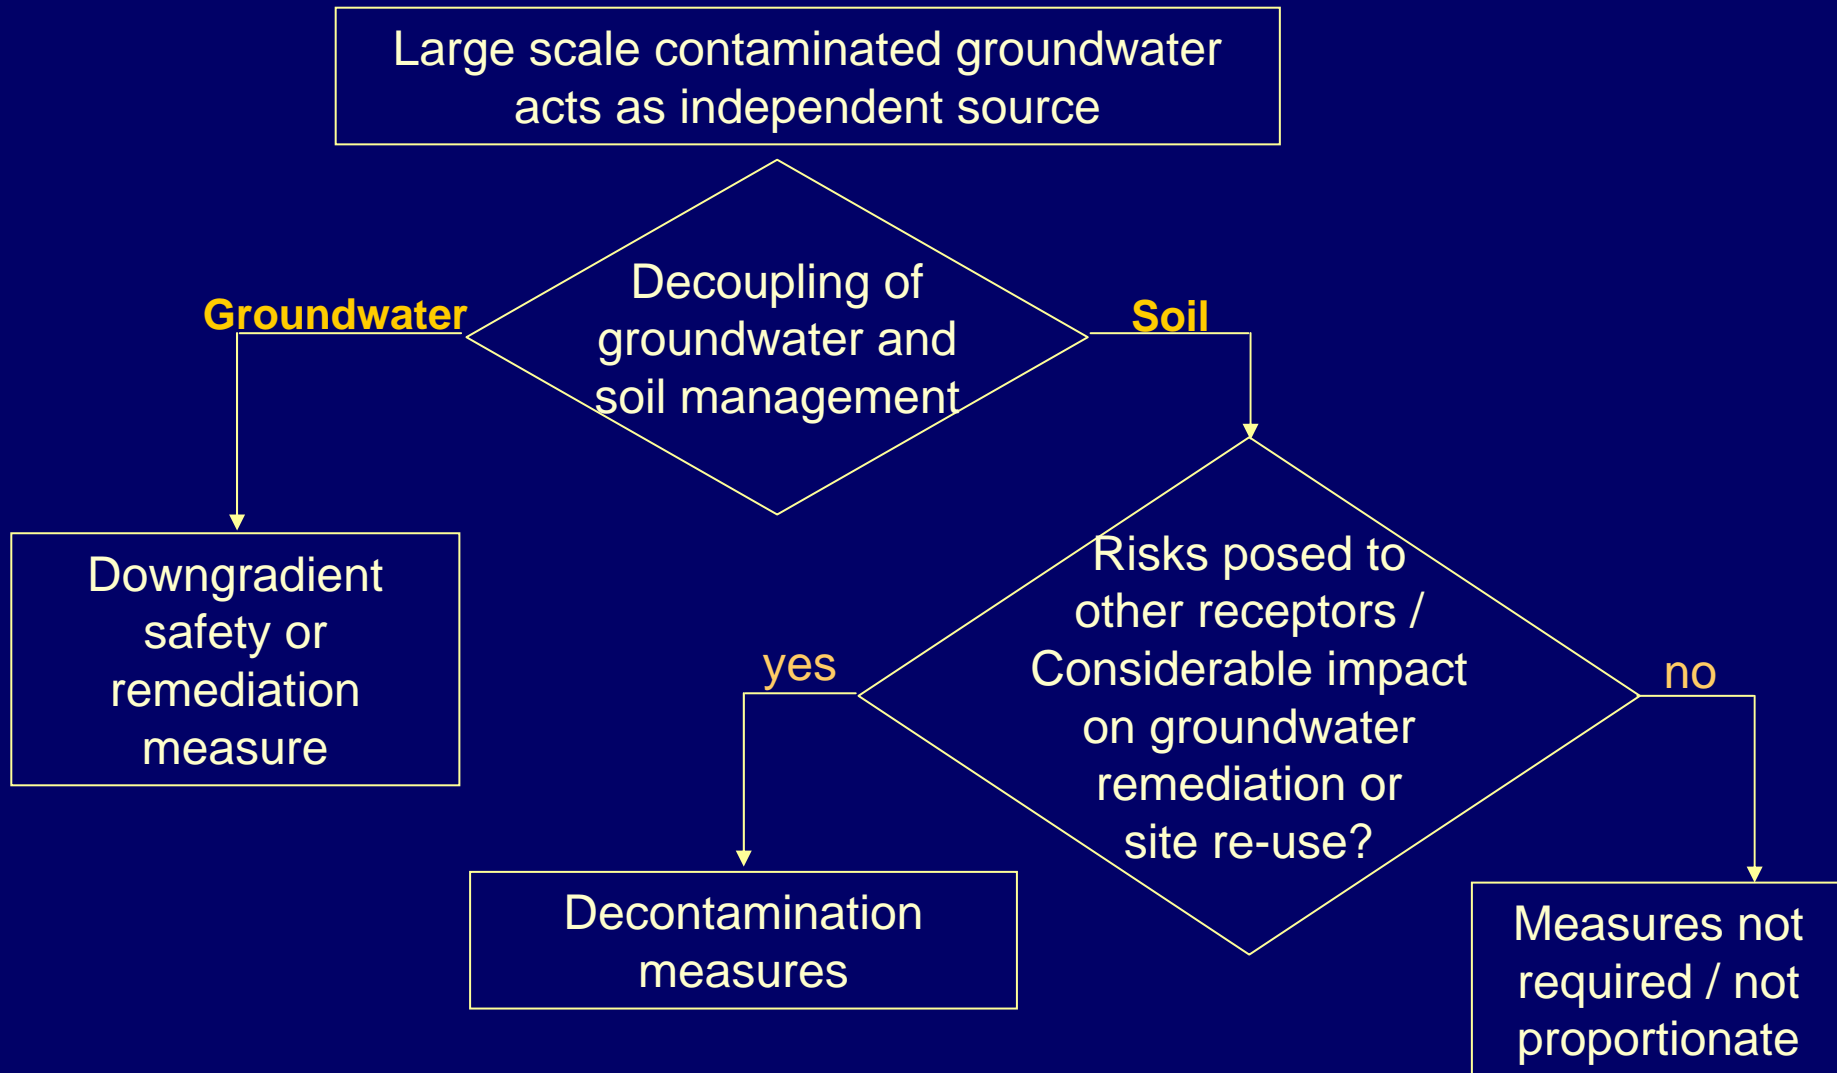 Large scale contaminated groundwater
acts as independent source
Decoupling of
groundwater and
soil management
Groundwater
Soil
Downgradient
safety or
remediation
measure
Risks posed to
other receptors /
Considerable impact
on groundwater
remediation or
site re-use?
yes
no
Decontamination
measures
Measures not
required / not
proportionate